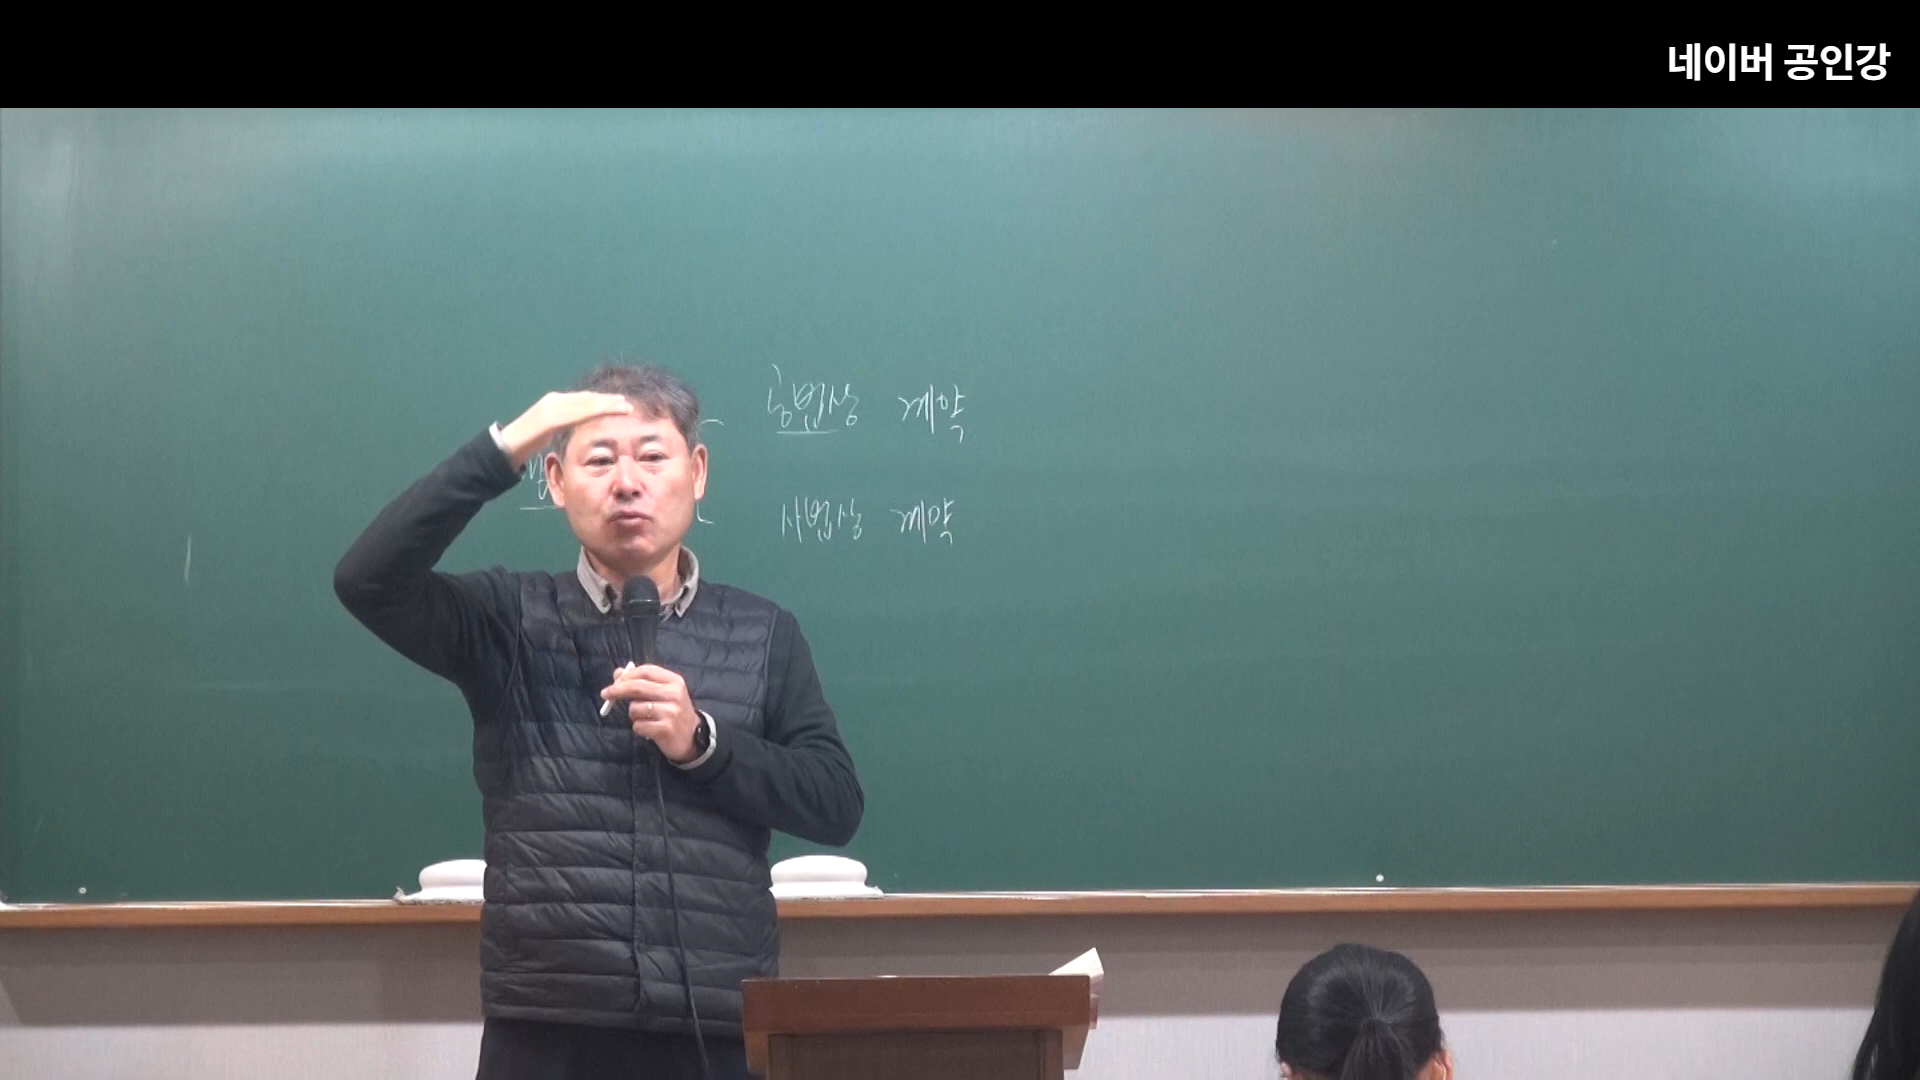 네이버 공인강
공법상 계약
사법상 계약